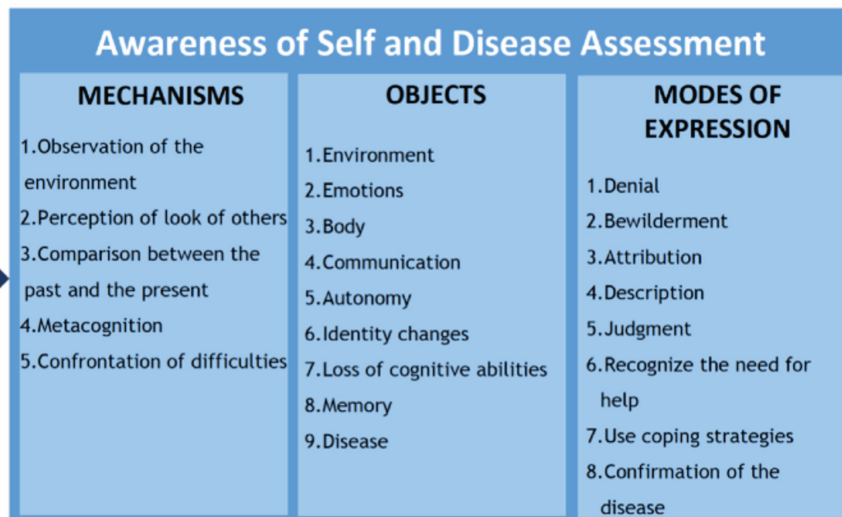 Awareness of Self and Disease Assessment
MECHANISMS
1.Observation of the
environment
2.Perception of look of others
3.Comparison between the
past and the present
4.Metacognition
5.Confrontation of difficulties
OBJECTS
1.Environment
2.Emotions
3.Body
4.Communication
5.Autonomy
6.Identity changes
7.Loss of cognitive abilities
8.Memory
9.Disease
MODES OF
EXPRESSION
1.Denial
2.Bewilderment
3.Attribution
4.Description
5.Judgment
6.Recognize the need for
help
7.Use coping strategies
8.Confirmation of the
disease